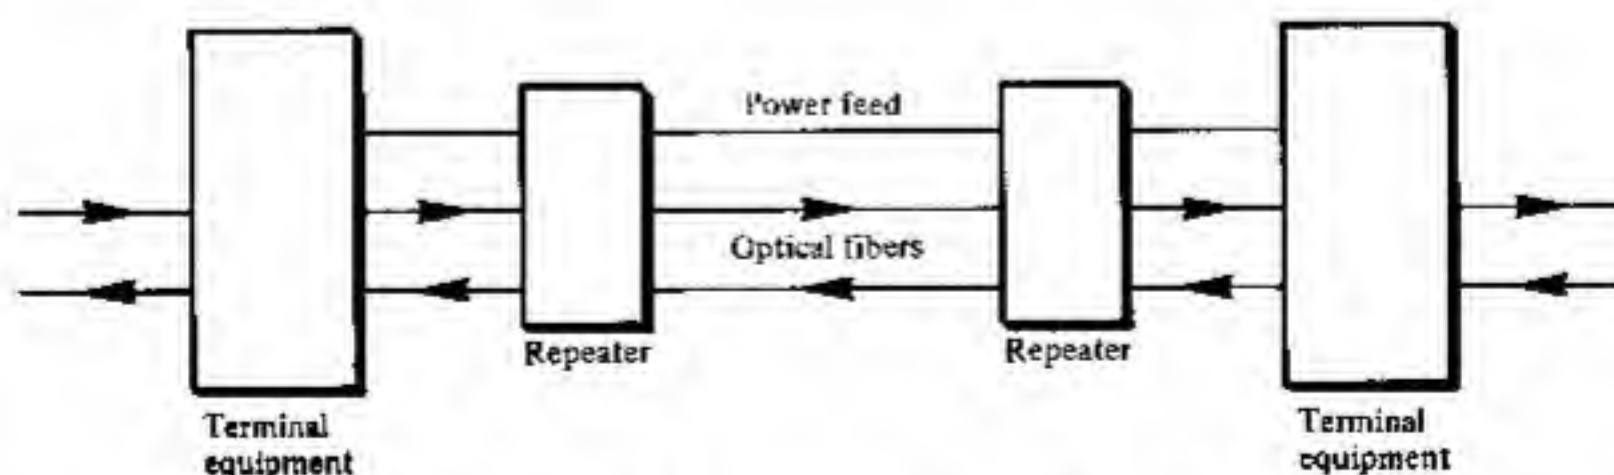 Power feed
Optical fibers
Repeater
Repeater
Terminal
equipment
Terminal
equipment